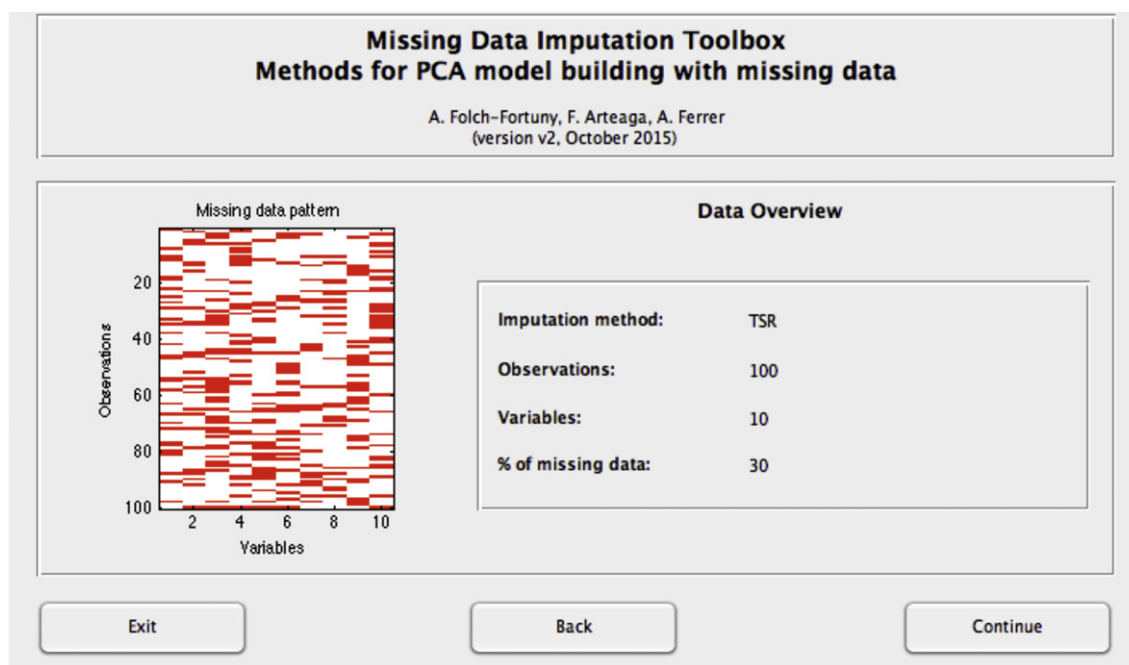 Missing Data Imputation Toolbox
Methods for PCA model building with missing data
A. Folch-Fortuny, F. Arteaga, A. Ferrer
(version v2, October 2015)
Missing data pattern
20
40
60
80
100
Observations
2 4 6 8 10
Variables
Data Overview
Imputation method: TSR
Observations: 100
Variables: 10
% of missing data: 30
Exit
Back
Continue